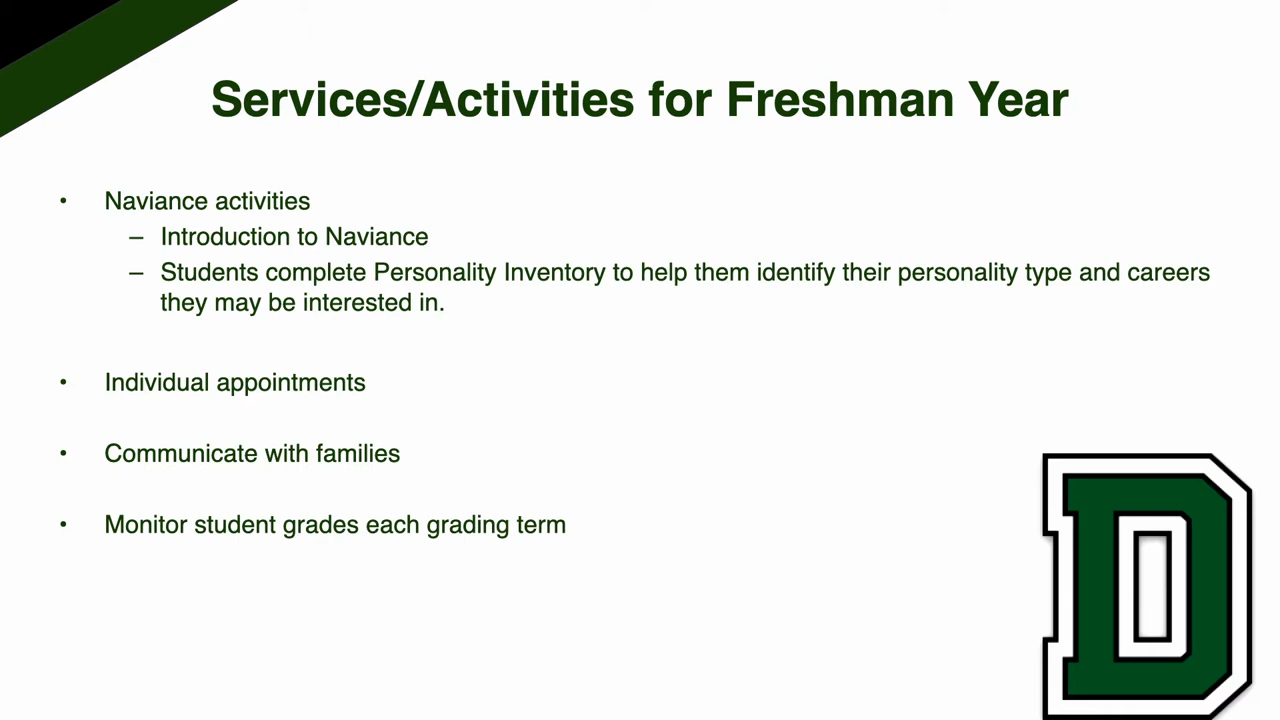 Services/Activities for Freshman Year
• Naviance activities
– Introduction to Naviance
– Students complete Personality Inventory to help them identify their personality type and careers
they may be interested in.
• Individual appointments
• Communicate with families
• Monitor student grades each grading term
D